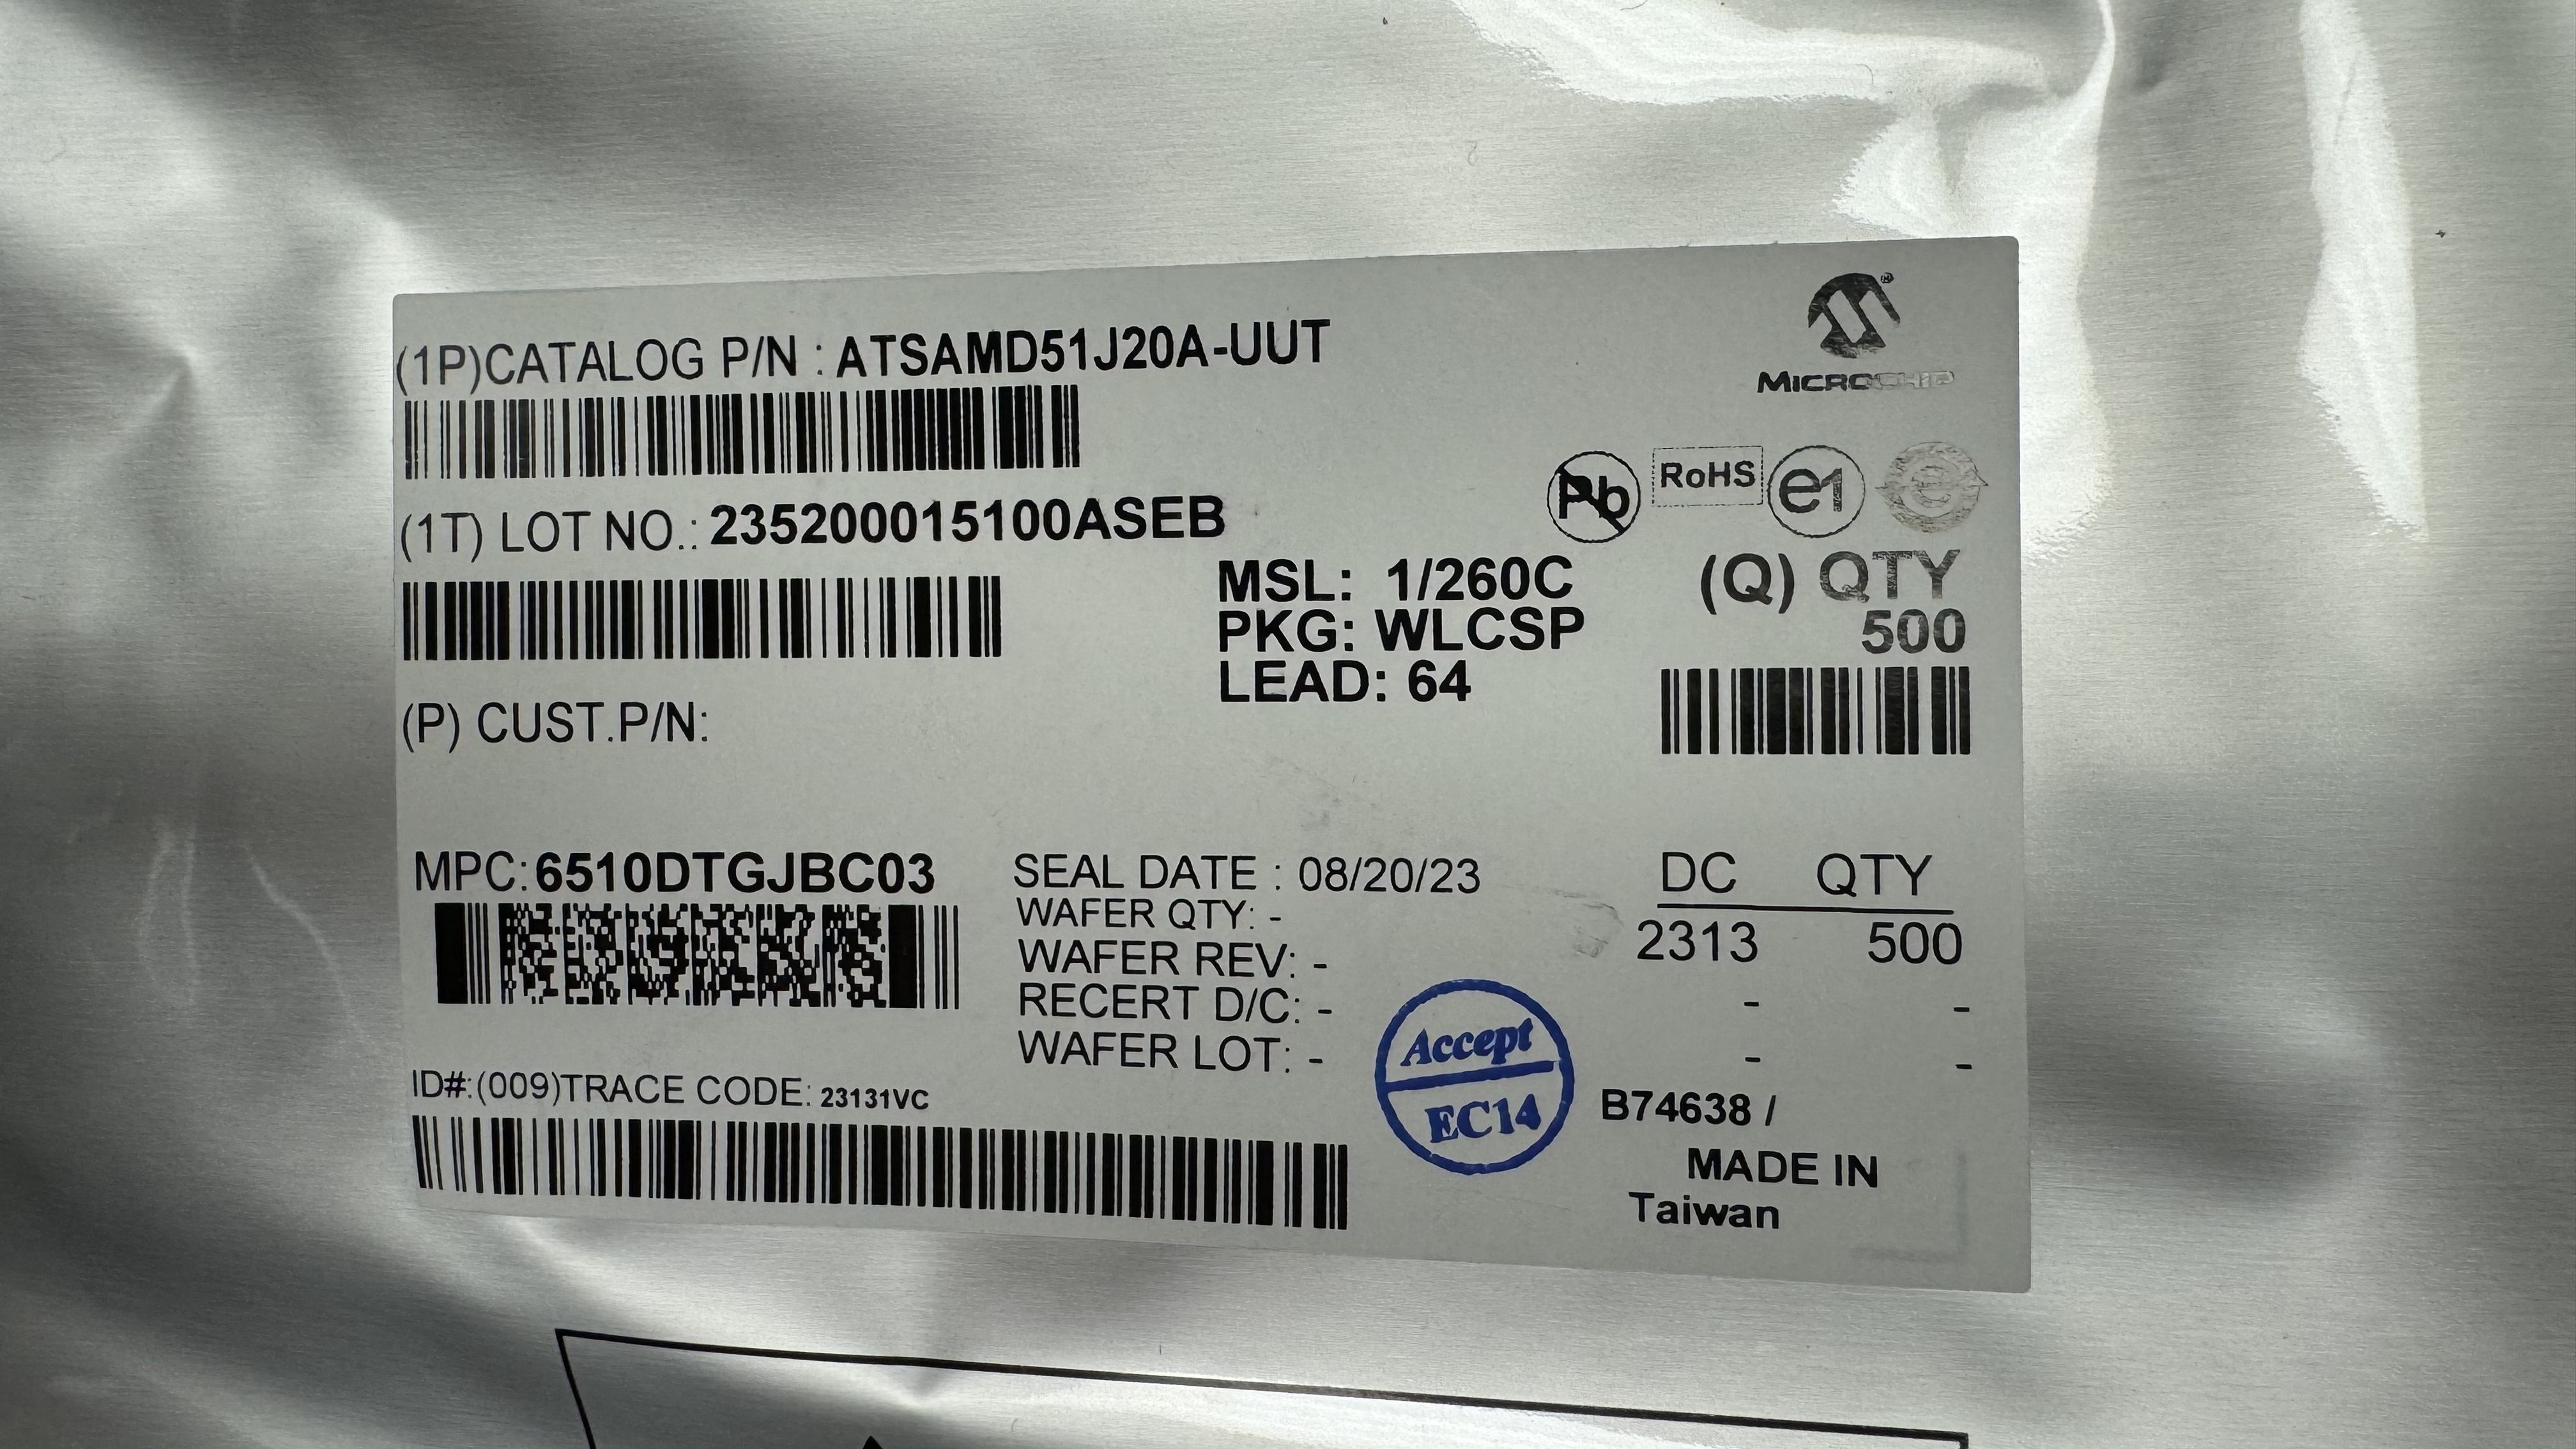 (1P)CATALOG P/N : ATSAMD51J20A-UUT
MICROCHIP
(1T) LOT NO.: 235200015100ASEB
Pb
RoHS
e1
e
MSL: 1/260C
PKG: WLCSP
LEAD: 64
(Q) QTY
500
(P) CUST.P/N:
MPC:6510DTGJBC03
SEAL DATE : 08/20/23
WAFER QTY: -
WAFER REV: -
RECERT D/C: -
WAFER LOT: -
DC QTY
2313 500
- -
- -
Accept
EC14
ID#:(009)TRACE CODE: 23131VC
B74638 /
MADE IN
Taiwan